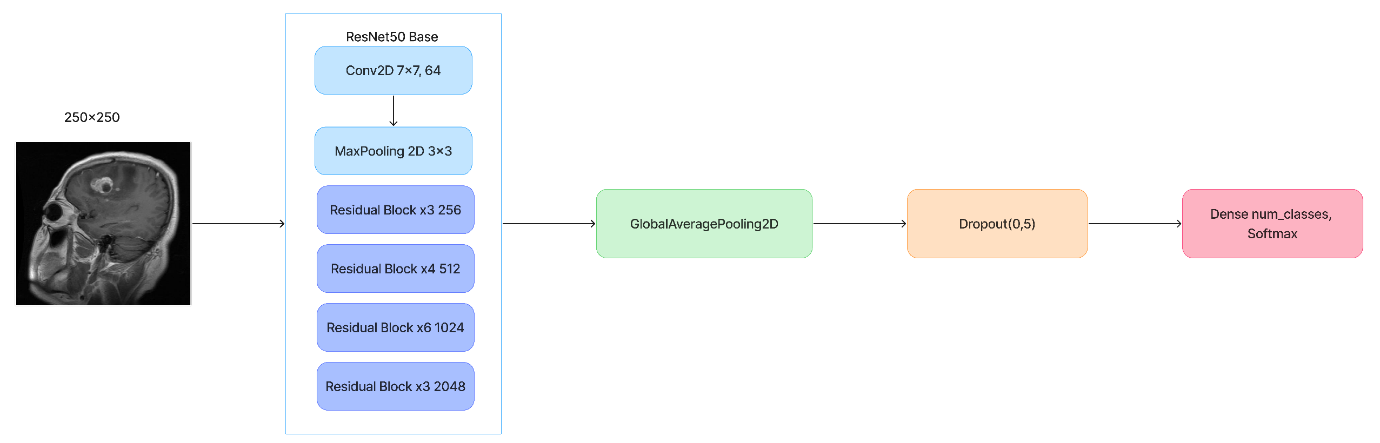 250×250
ResNet50 Base
Conv2D 7×7, 64
MaxPooling 2D 3×3
Residual Block x3 256
Residual Block x4 512
Residual Block x6 1024
Residual Block x3 2048
GlobalAveragePooling2D
Dropout(0,5)
Dense num_classes,
Softmax